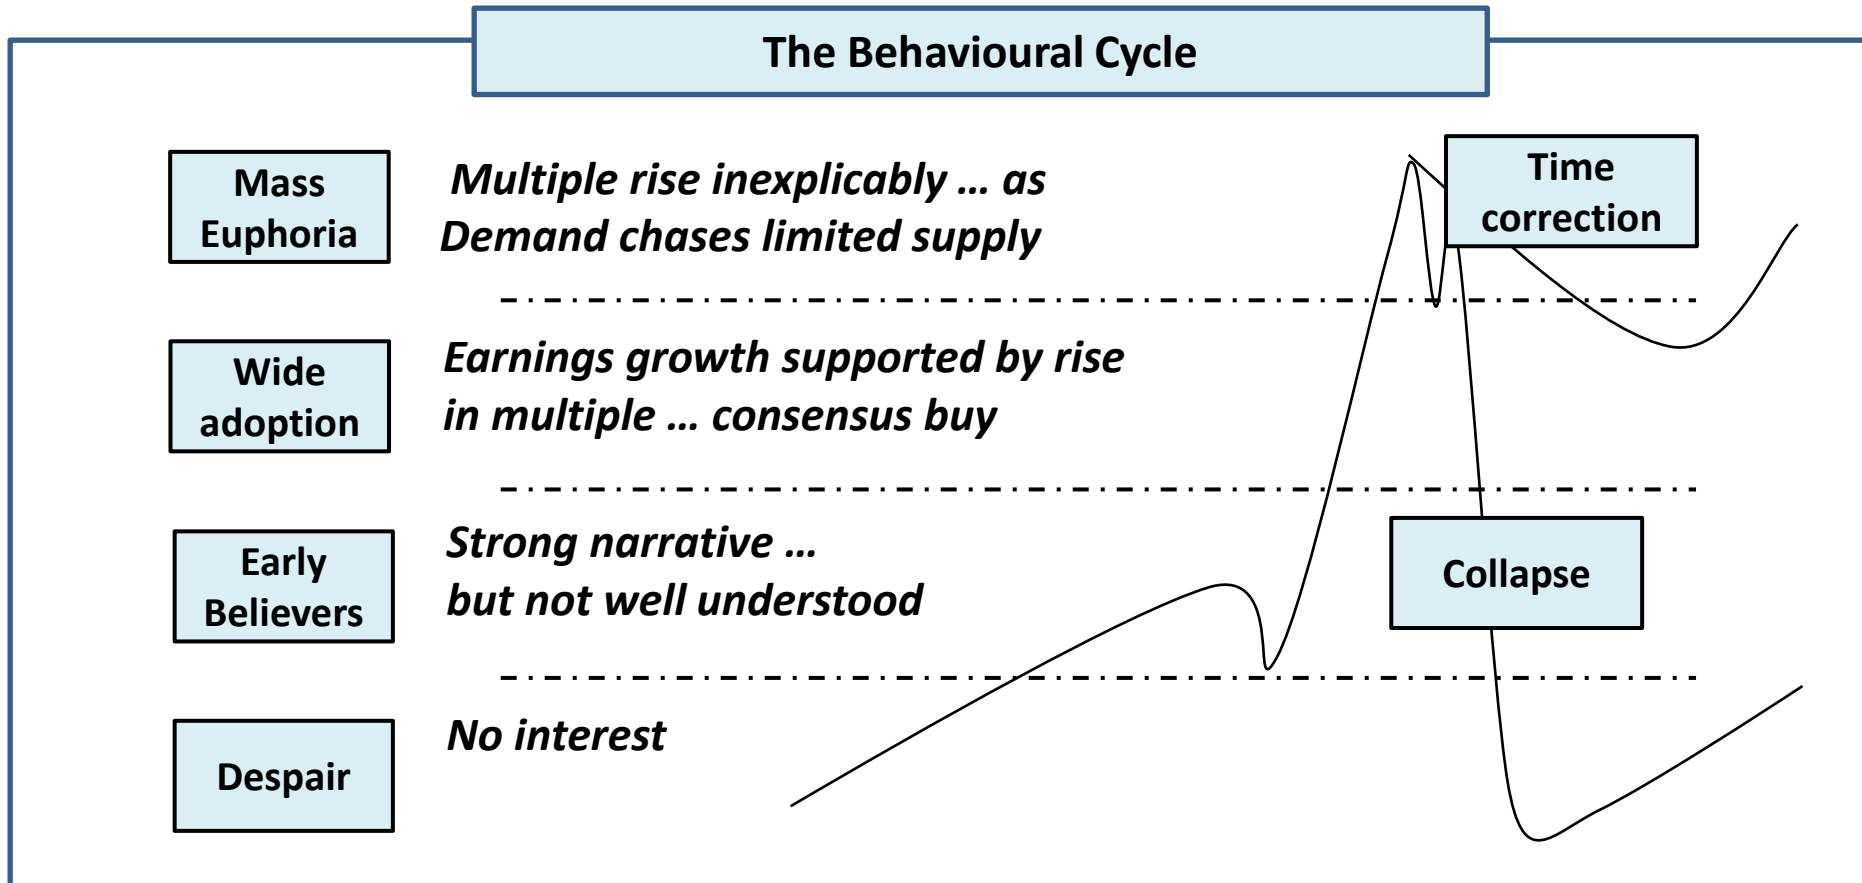 The Behavioural Cycle
Mass
Euphoria
Multiple rise inexplicably … as
Demand chases limited supply
Time
correction
Wide
adoption
Earnings growth supported by rise
in multiple … consensus buy
Early
Believers
Strong narrative …
but not well understood
Collapse
Despair
No interest